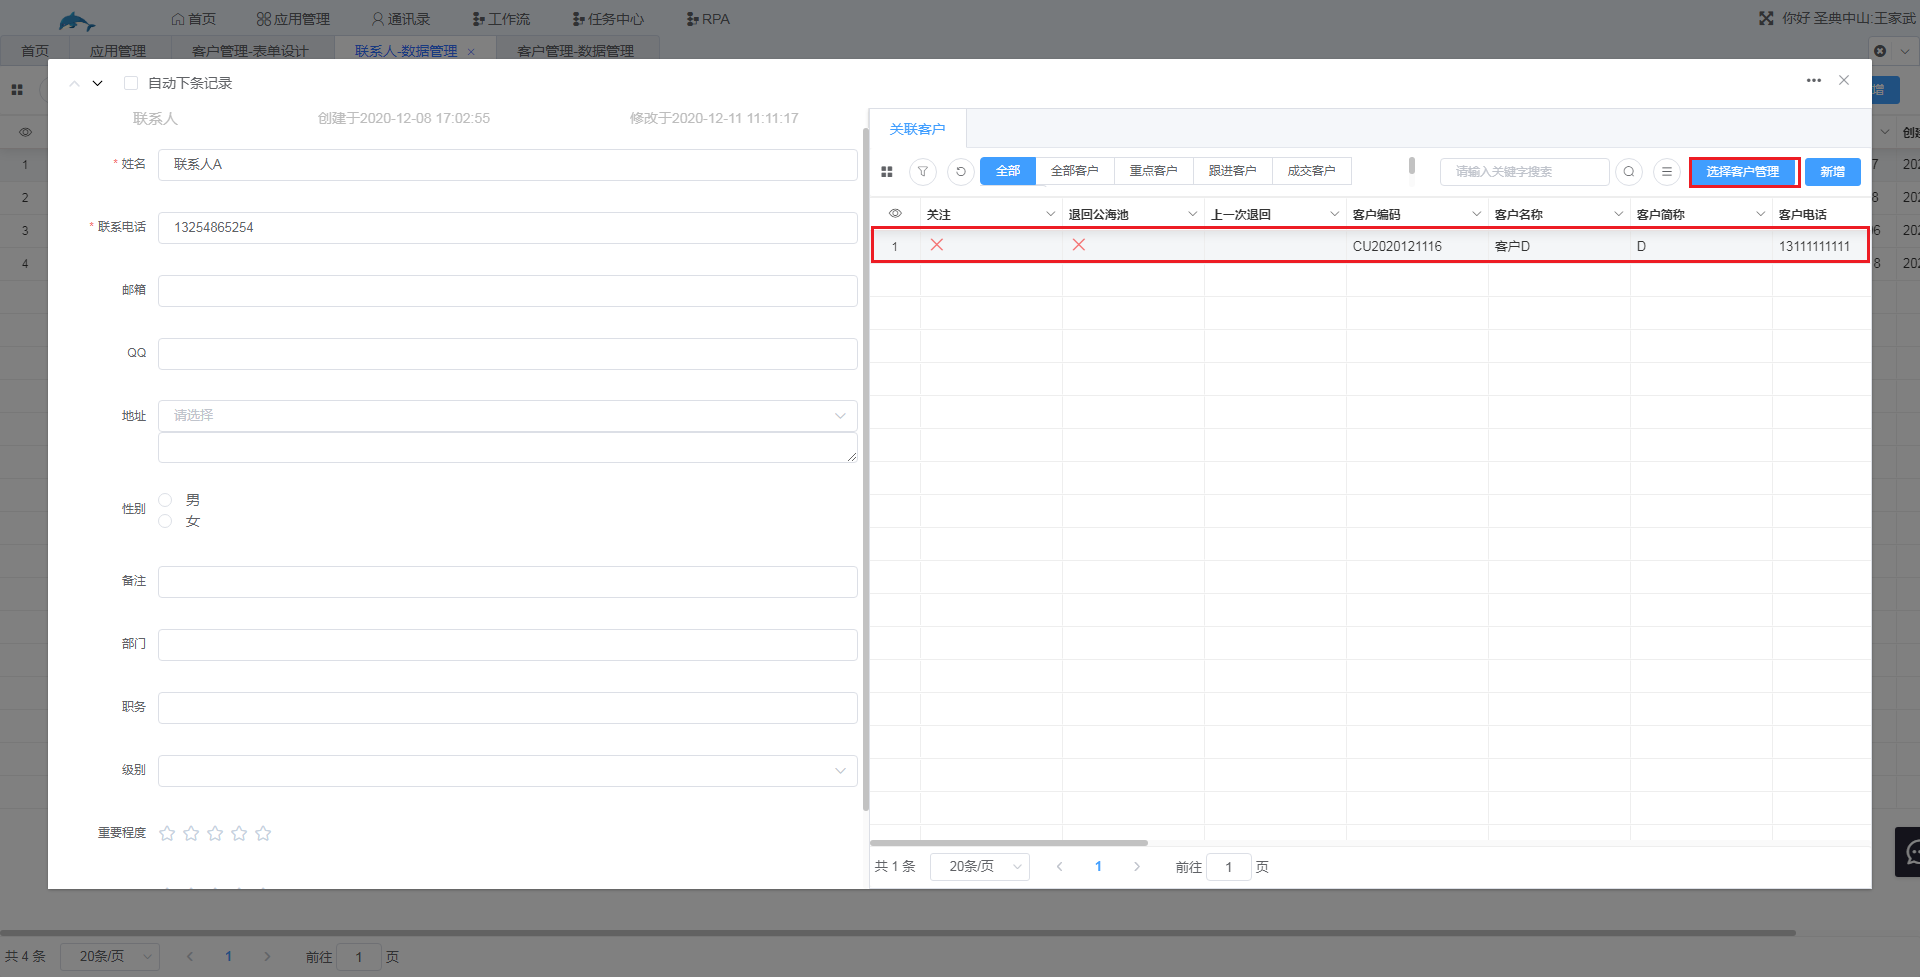 首页 应用管理 通讯录 工作流 任务中心 RPA 你好 圣典中山:王家武
首页 应用管理 客户管理-表单设计 联系人-数据管理 × 客户管理-数据管理
自动下条记录
增
联系人 创建于2020-12-08 17:02:55 修改于2020-12-11 11:11:17
关联客户
* 姓名 联系人A
全部 全部客户 重点客户 跟进客户 成交客户 请输入关键字搜索 选择客户管理 新增
关注 退回公海池 上一次退回 客户编码 客户名称 客户简称 客户电话
1 CU2020121116 客户D D 13111111111
* 联系电话 13254865254
邮箱
QQ
地址 请选择
性别 男
女
备注
部门
职务
级别
重要程度
共 1 条 20条/页 1 前往 1 页
1
2
3
4
创建
7 202
8 202
06 202
8 202
共 4 条 20条/页 1 前往 1 页